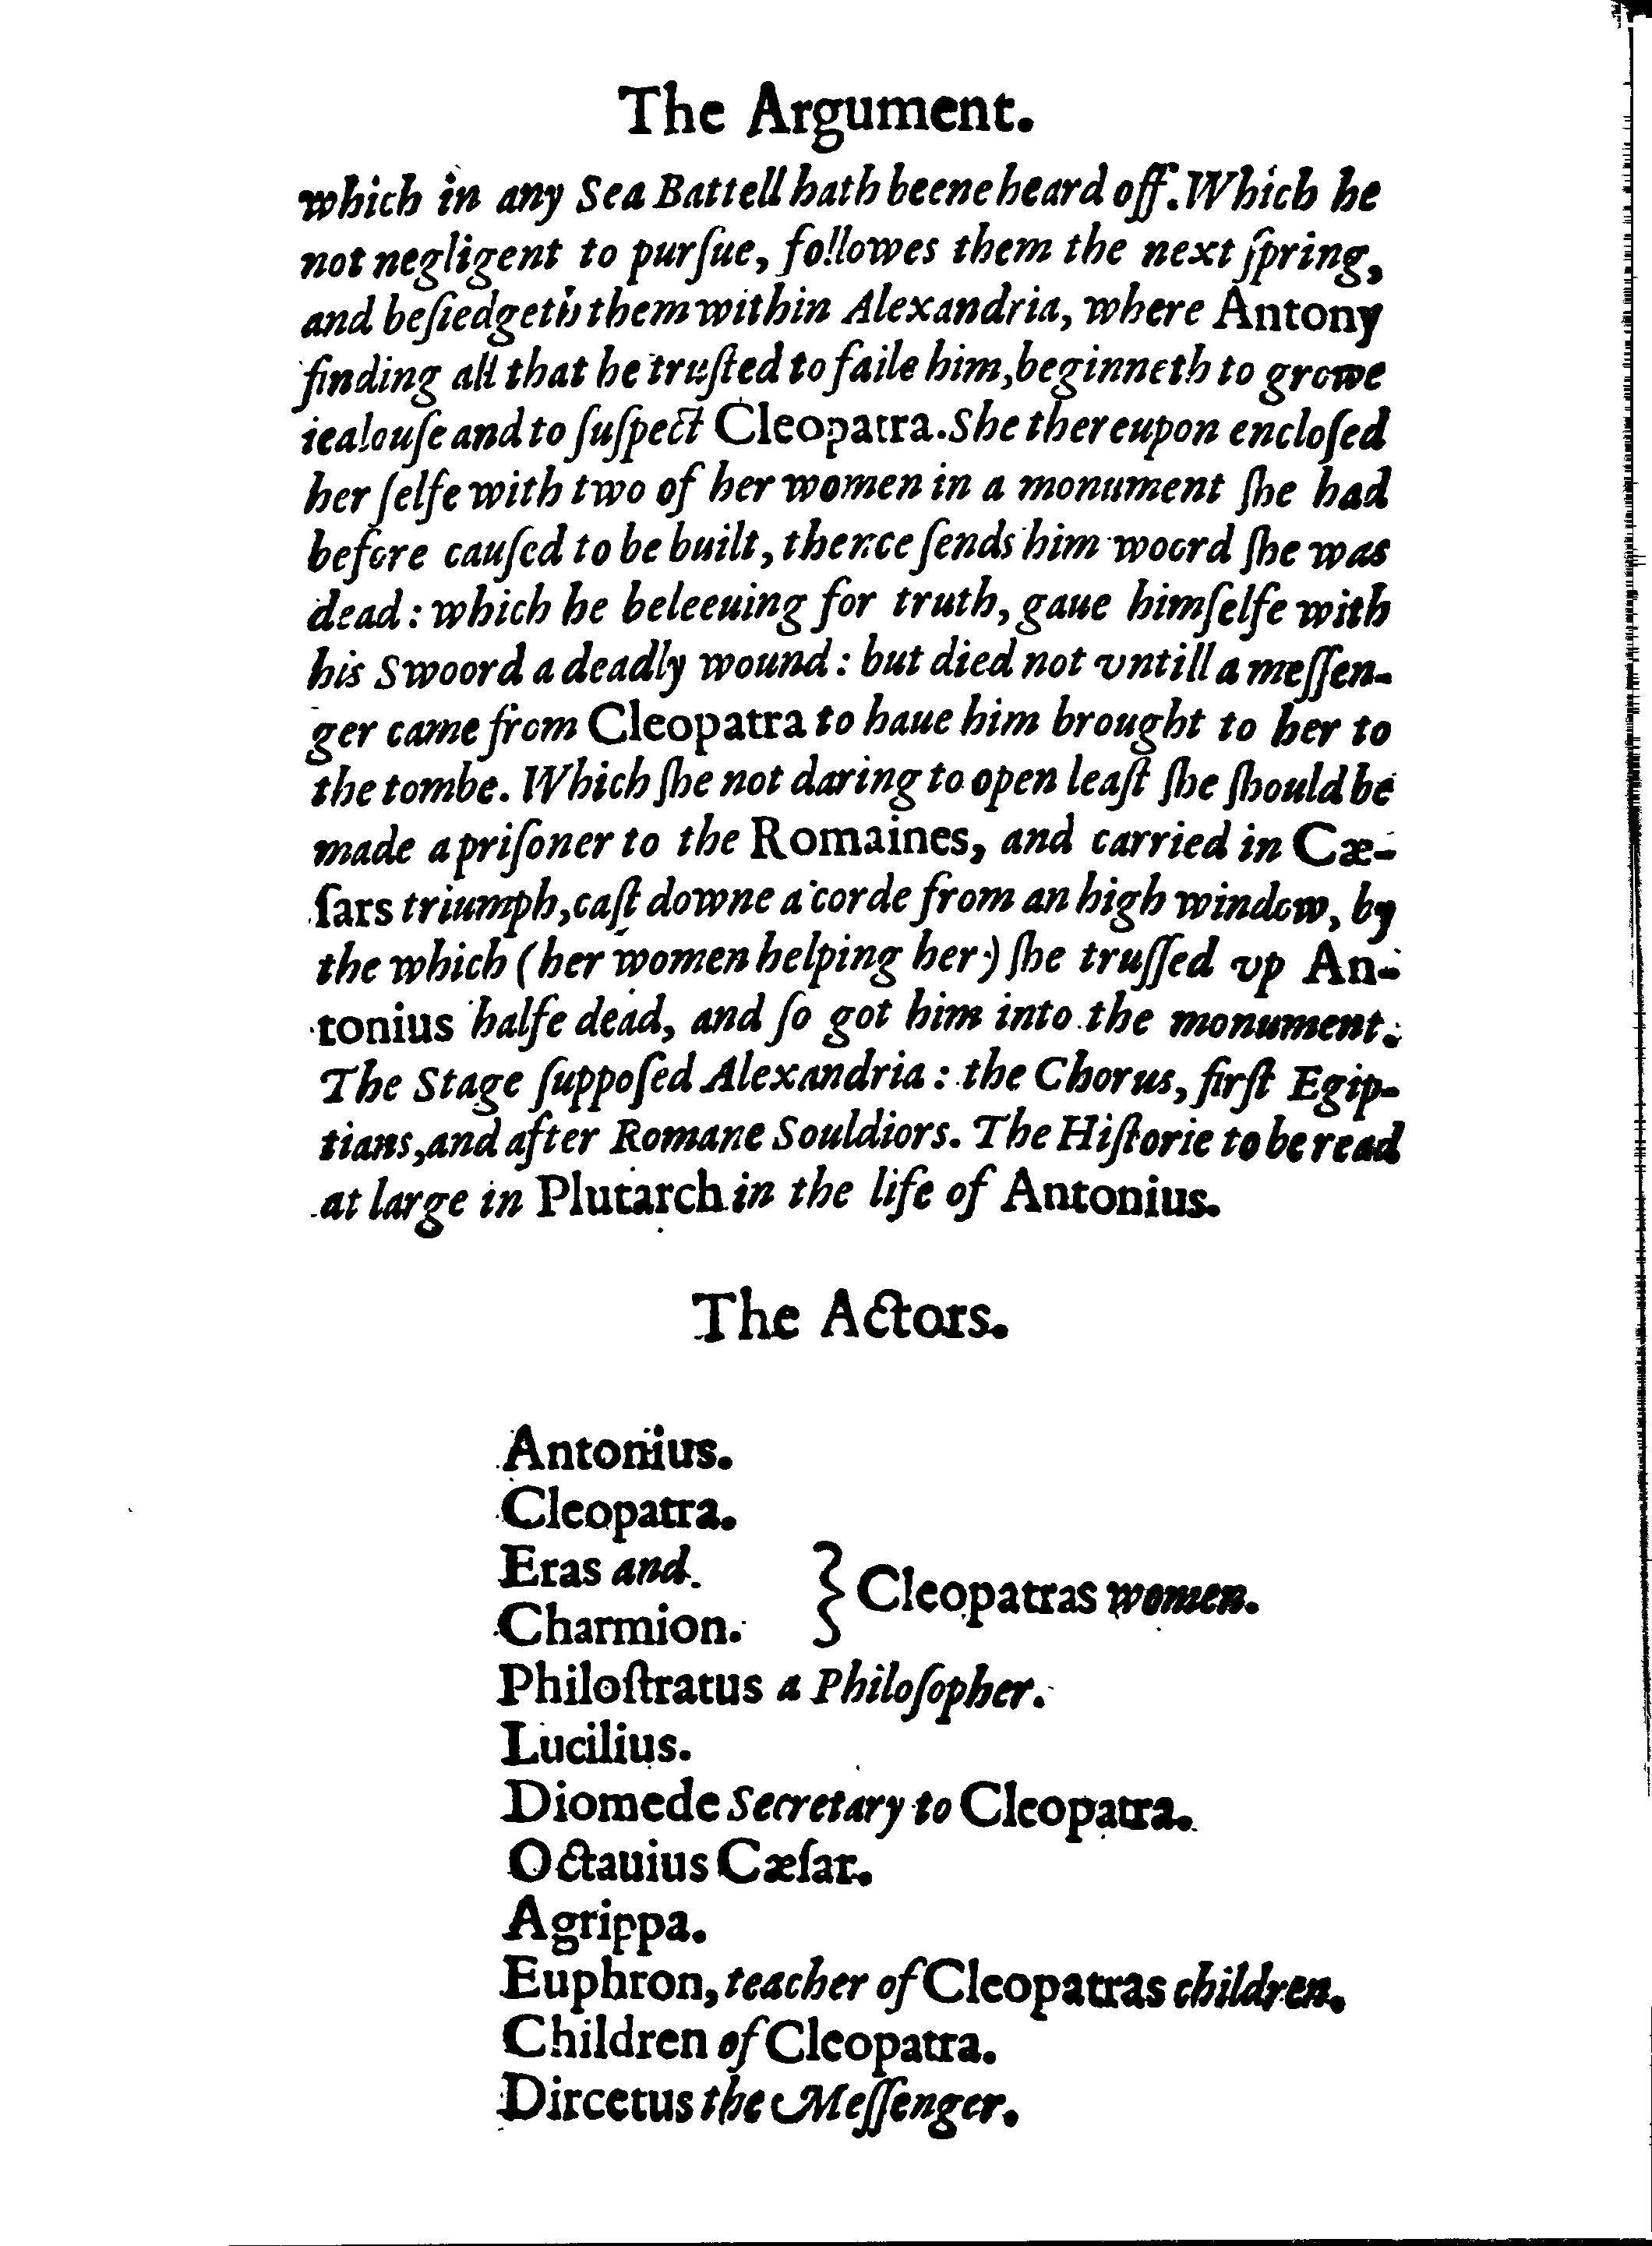 The Argument.
which in any Sea Battell hath beene heard off. Which he
not negligent to purſue, followes them the next ſpring,
and beſiedgeth them within Alexandria, where Antony
finding all that he truſted to faile him, beginneth to growe
iealouſe and to ſuſpect Cleopatra. She thereupon encloſed
her ſelfe with two of her women in a monument ſhe had
before cauſed to be built, thence ſends him woord ſhe was
dead: which he beleeuing for truth, gaue himſelfe with
his Swoord a deadly wound: but died not vntill a meſſen-
ger came from Cleopatra to haue him brought to her to
the tombe. Which ſhe not daring to open leaſt ſhe ſhould be
made a priſoner to the Romaines, and carried in Cæ-
ſars triumph, caſt downe a corde from an high window, by
the which (her women helping her) ſhe truſſed vp An-
tonius halfe dead, and ſo got him into the monument.
The Stage ſuppoſed Alexandria: the Chorus, firſt Egip-
tians, and after Romane Souldiors. The Hiſtorie to be read
at large in Plutarch in the life of Antonius.
The Actors.
Antonius.
Cleopatra.
Eras and
Charmion. } Cleopatras women.
Philoſtratus a Philoſopher.
Lucilius.
Diomede Secretary to Cleopatra.
Octauius Cæſar.
Agrippa.
Euphron, teacher of Cleopatras children.
Children of Cleopatra.
Dircetus the Meſſenger.